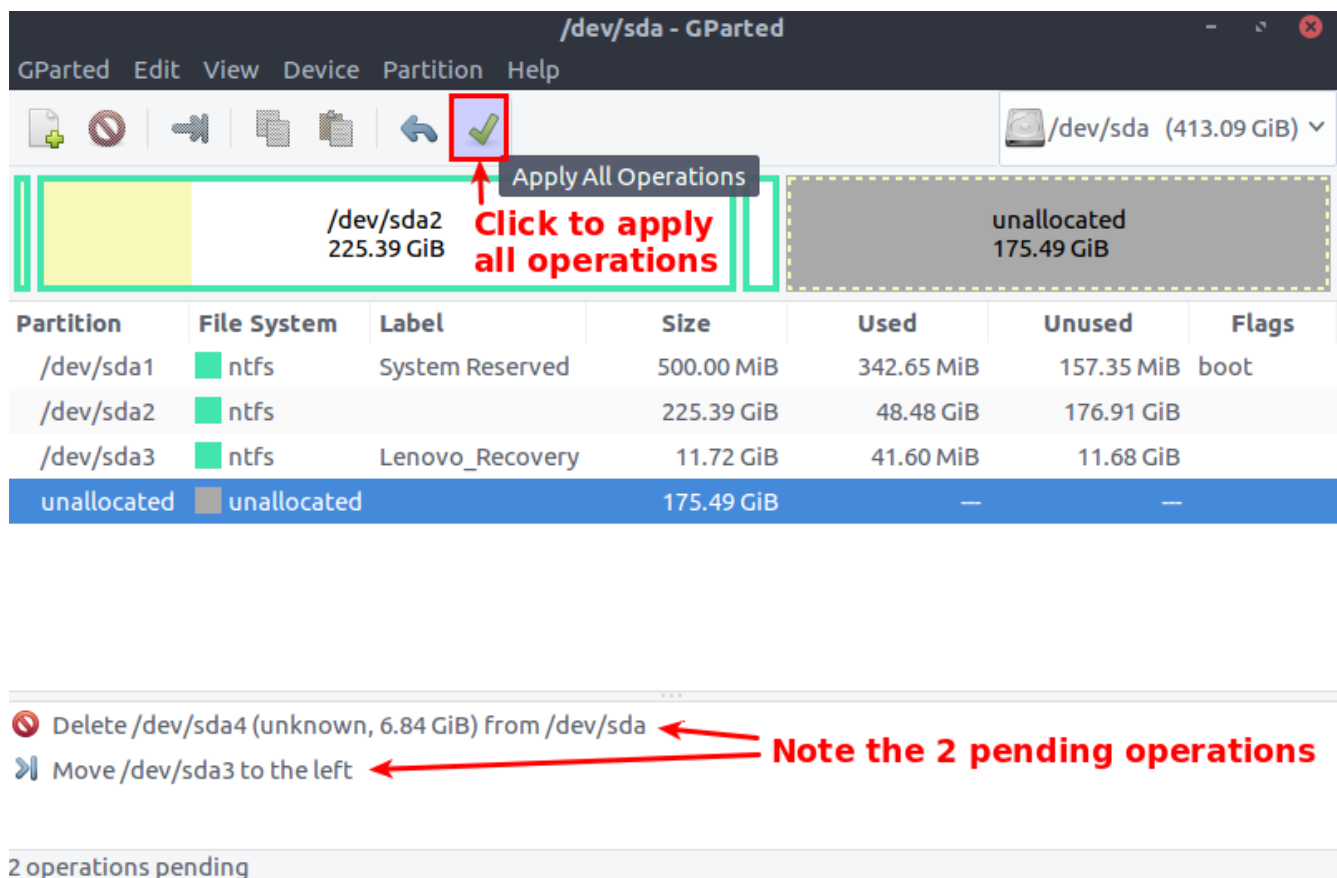 /dev/sda - GParted
GParted Edit View Device Partition Help
/dev/sda (413.09 GiB)
Apply All Operations
/dev/sda2
225.39 GiB
Click to apply
all operations
unallocated
175.49 GiB
Partition File System Label Size Used Unused Flags
/dev/sda1 ntfs System Reserved 500.00 MiB 342.65 MiB 157.35 MiB boot
/dev/sda2 ntfs 225.39 GiB 48.48 GiB 176.91 GiB
/dev/sda3 ntfs Lenovo_Recovery 11.72 GiB 41.60 MiB 11.68 GiB
unallocated unallocated 175.49 GiB --- ---
Delete /dev/sda4 (unknown, 6.84 GiB) from /dev/sda
Note the 2 pending operations
Move /dev/sda3 to the left
2 operations pending